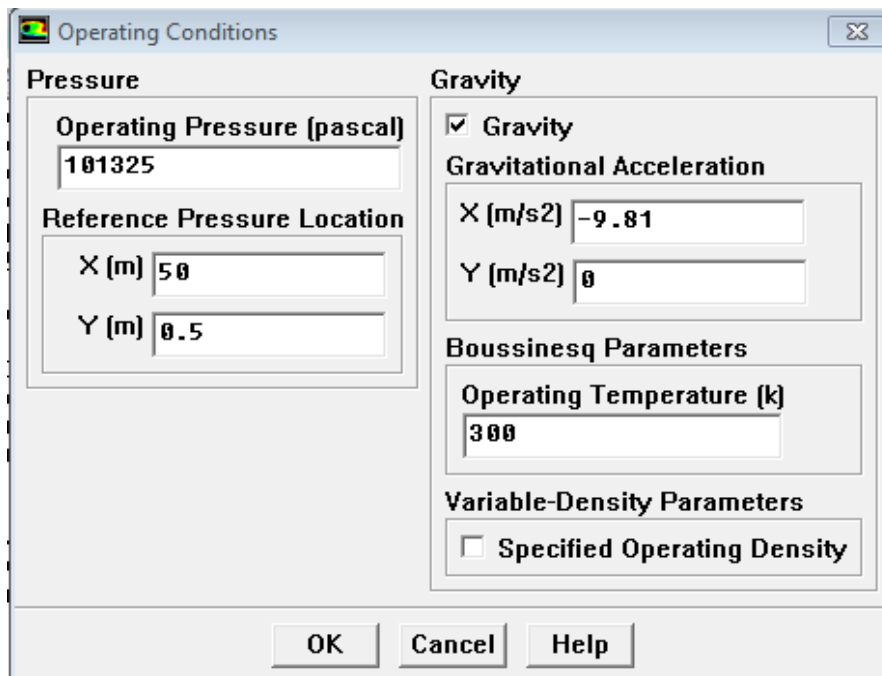 Operating Conditions
Pressure
Operating Pressure (pascal)
101325
Reference Pressure Location
X (m) 50
Y (m) 0.5
Gravity
Gravity
Gravitational Acceleration
X (m/s2) -9.81
Y (m/s2) 0
Boussinesq Parameters
Operating Temperature (k)
300
Variable-Density Parameters
Specified Operating Density
OK Cancel Help